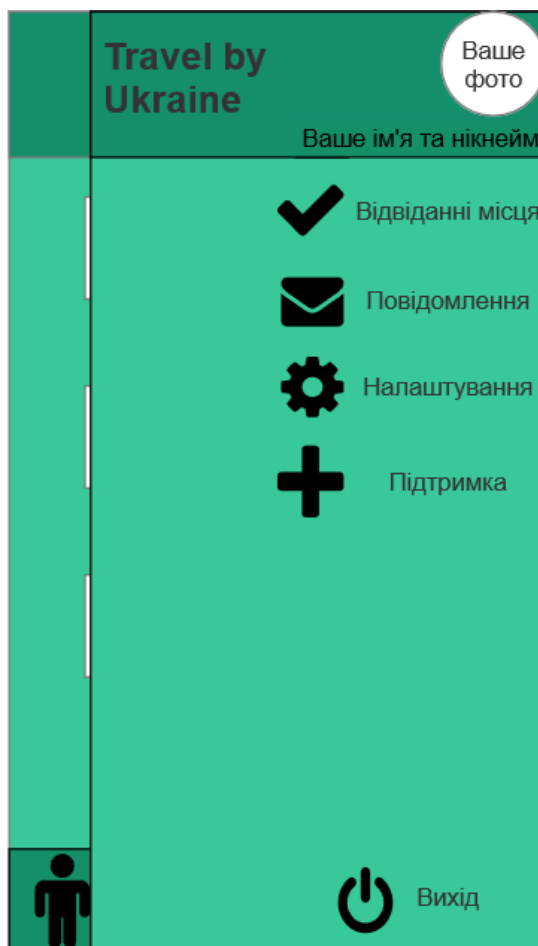 Travel by
Ukraine
Ваше
фото
Ваше ім'я та нікнейм
Відвіданні місця
Повідомлення
Налаштування
Підтримка
Вихід